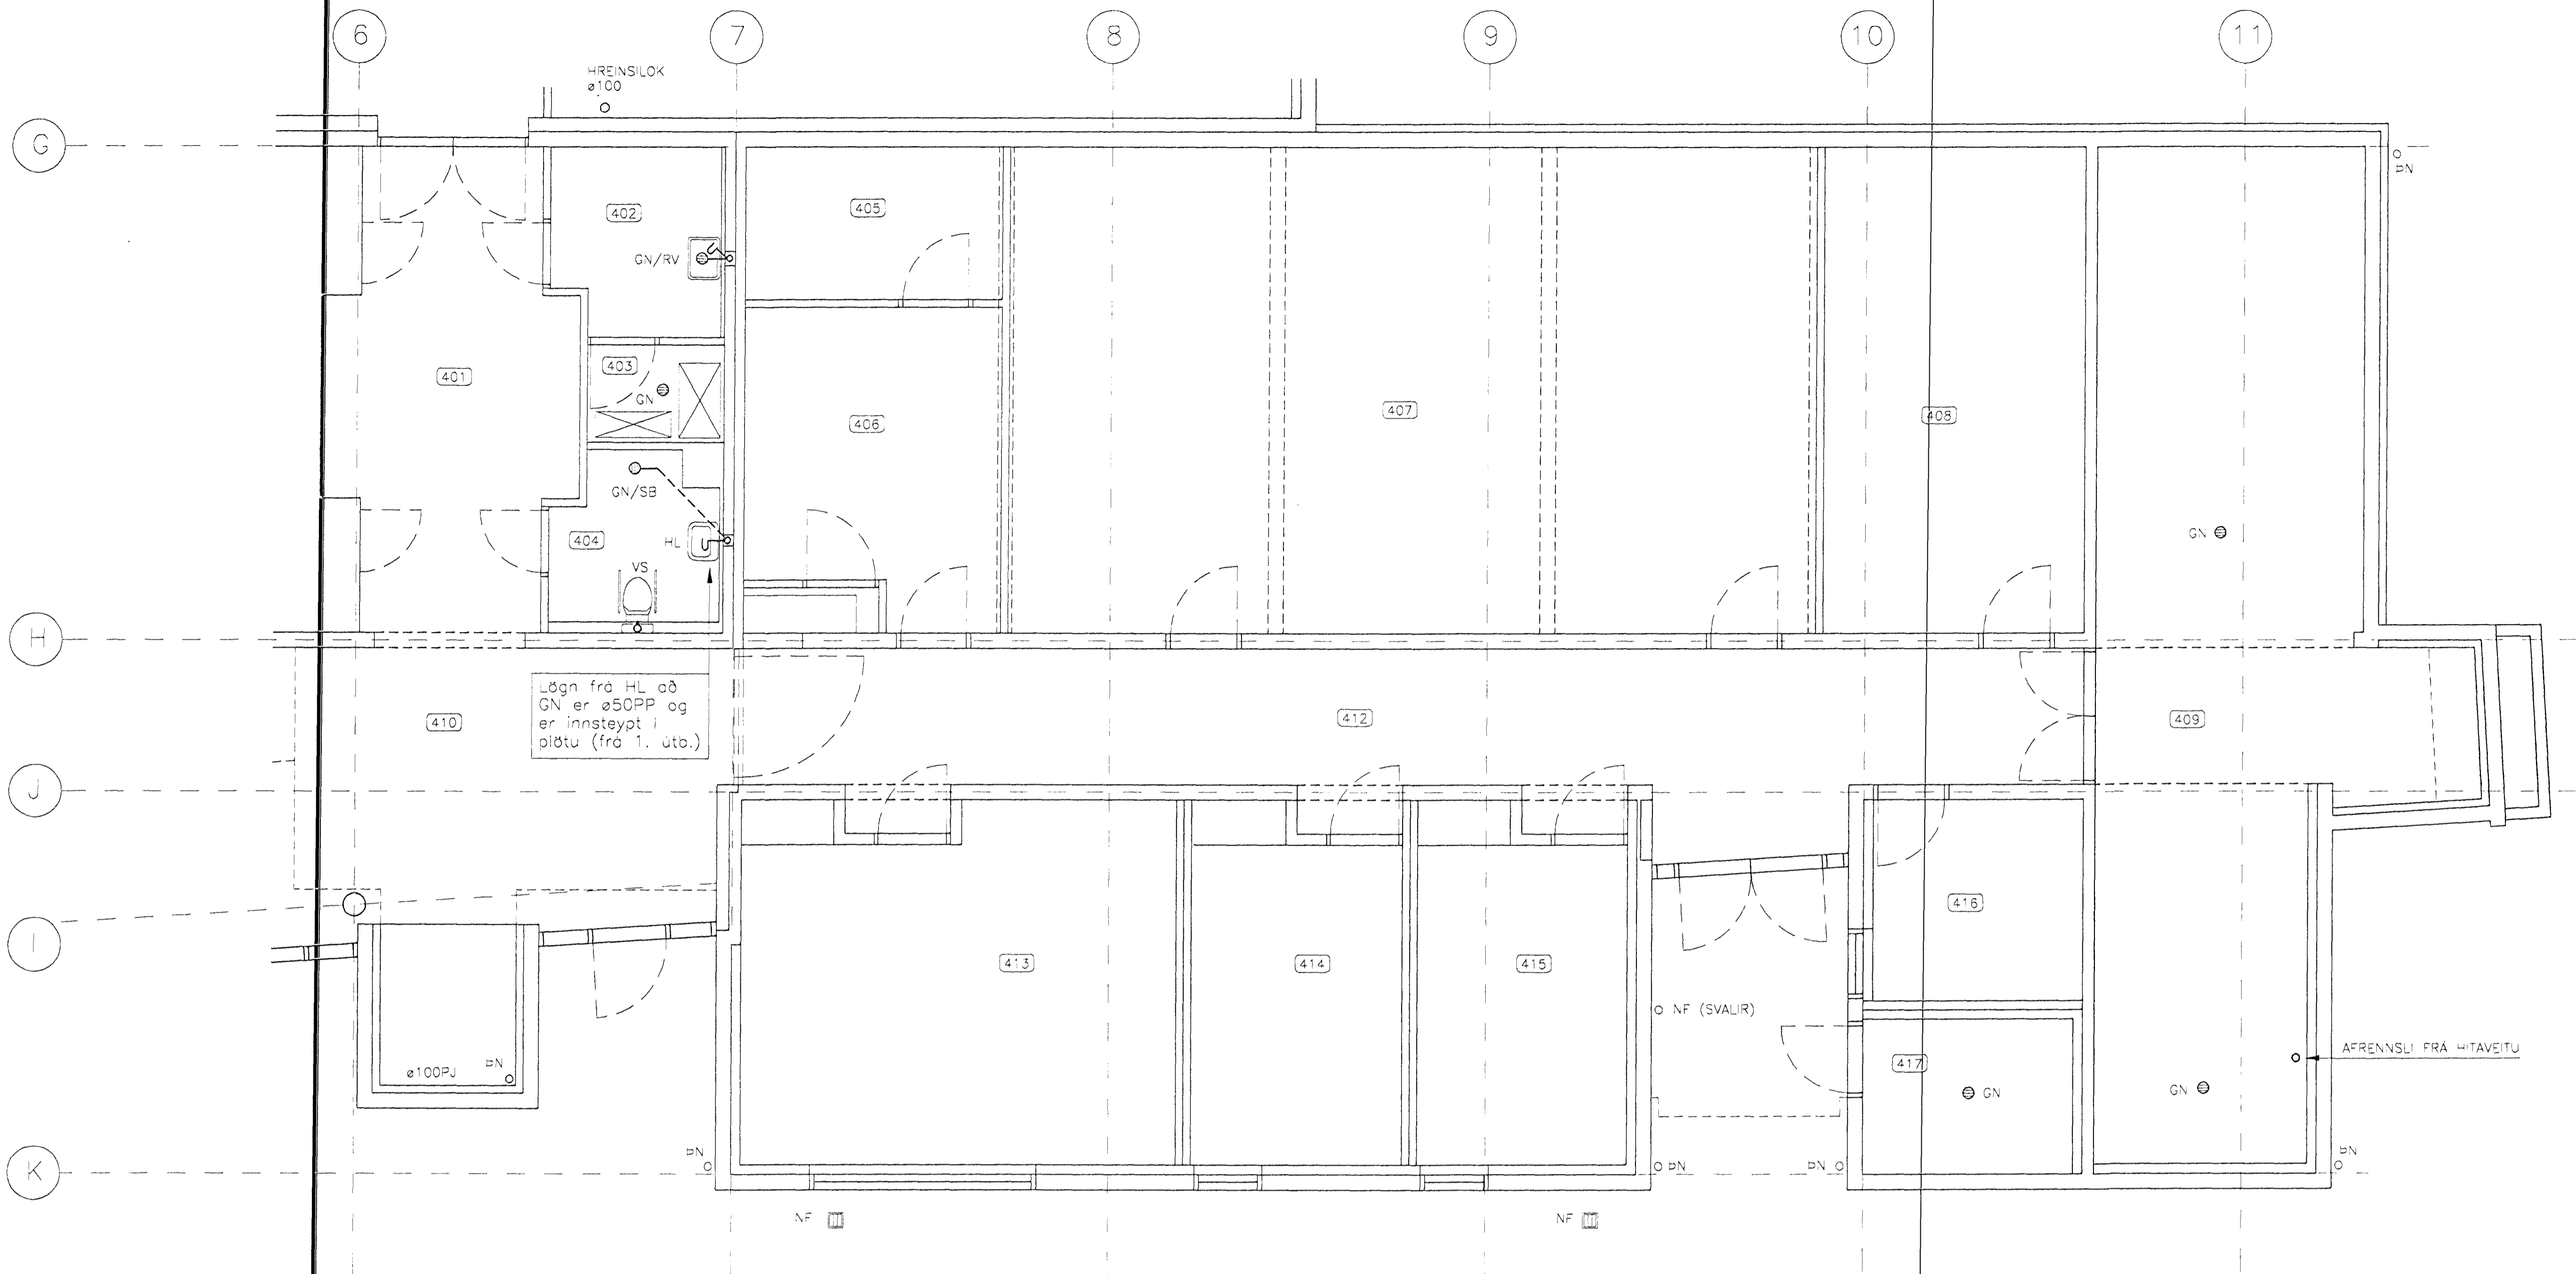 6
7
8
9
10
11
HREINSILOK
ø100
G
ÞN
402
405
GN/RV
403
401
GN
407
408
406
GN/SB
GN
404
HL
VS
H
Lögn frá HL að
GN er ø50PP og
er innsteypt í
plötu (frá 1. útb.)
410
412
409
J
416
I
413
414
415
NF (SVALIR)
AFRENNSLI FRÁ HITAVEITU
417
ø100PJ
ÞN
GN
GN
ÞN
ÞN
ÞN
ÞN
K
NF
NF